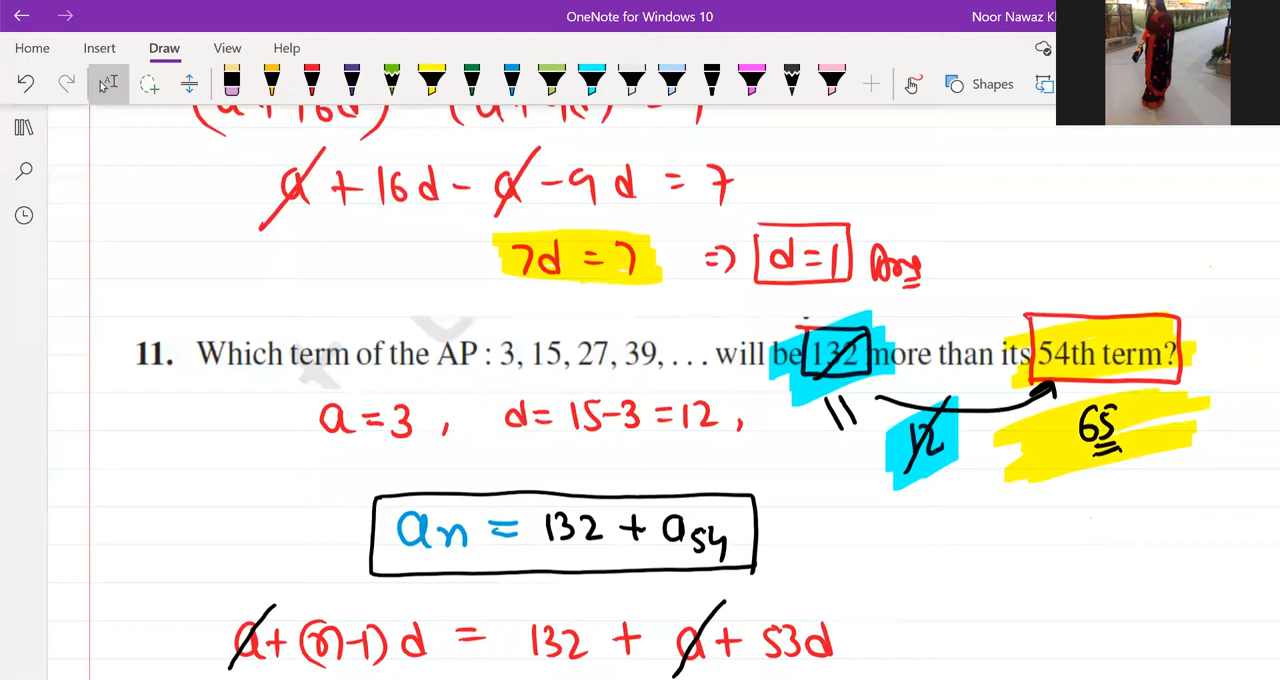 OneNote for Windows 10
Noor Nawaz Kh
Home Insert Draw View Help
Shapes
a + 16d - a - 9d = 7
7d = 7 => d = 1 Ans
11. Which term of the AP : 3, 15, 27, 39, . . . will be 132 more than its 54th term?
a = 3 , d = 15-3 = 12 ,
11
12
65
an = 132 + a54
a + (n-1) d = 132 + a + 53d